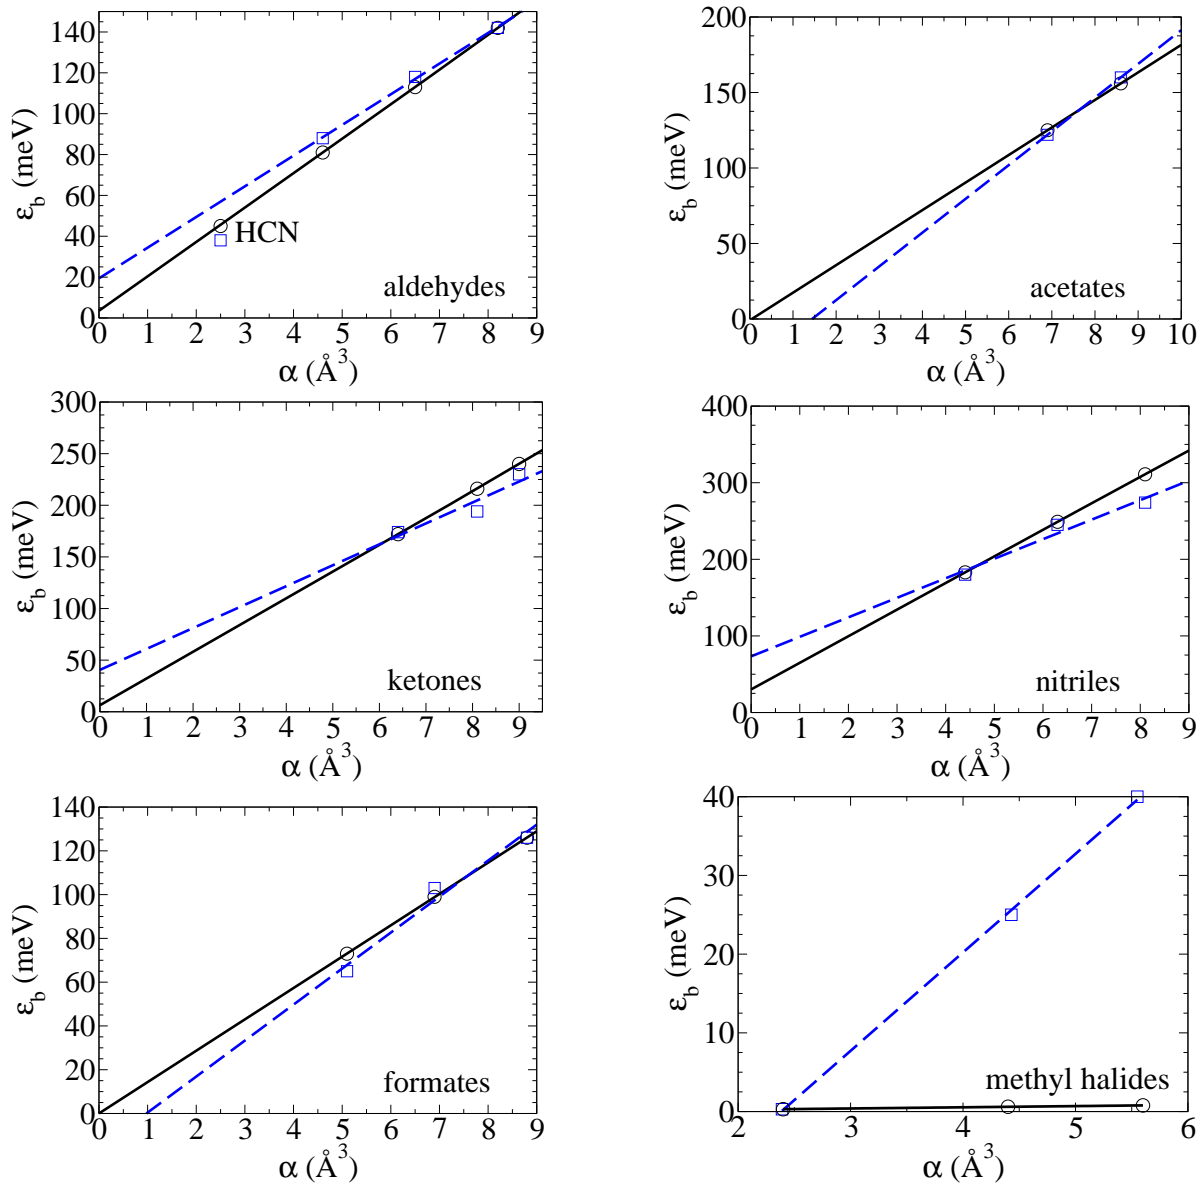 140
120
100
80
60
40
20
0
ε_b (meV)
HCN
aldehydes
0 1 2 3 4 5 6 7 8 9
α (Å³)
200
150
100
50
0
ε_b (meV)
acetates
0 1 2 3 4 5 6 7 8 9 10
α (Å³)
300
250
200
150
100
50
0
ε_b (meV)
ketones
0 1 2 3 4 5 6 7 8 9
α (Å³)
400
300
200
100
0
ε_b (meV)
nitriles
0 1 2 3 4 5 6 7 8 9
α (Å³)
140
120
100
80
60
40
20
0
ε_b (meV)
formates
0 1 2 3 4 5 6 7 8 9
α (Å³)
40
30
20
10
0
ε_b (meV)
methyl halides
2 3 4 5 6
α (Å³)